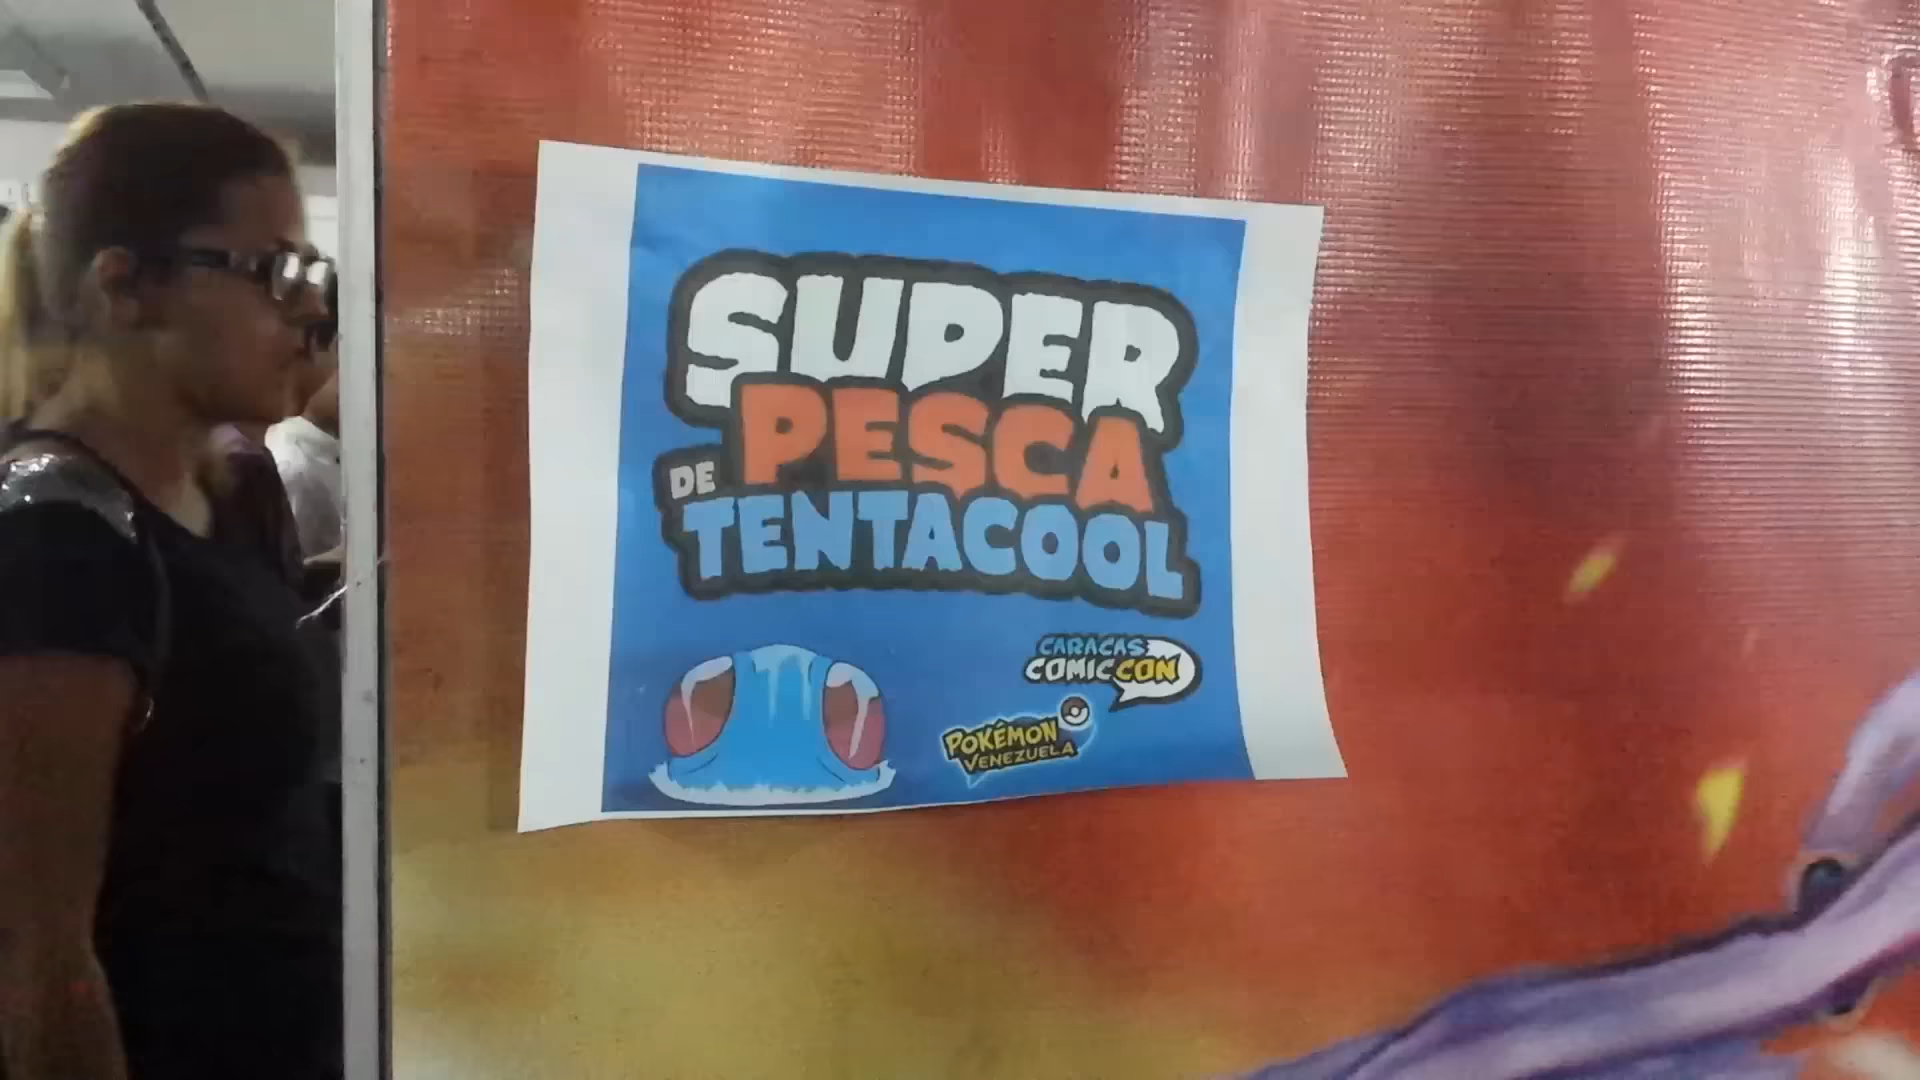 SUPER
PESCA
DE
TENTACOOL
CARACAS
COMIC CON
POKÉMON
VENEZUELA